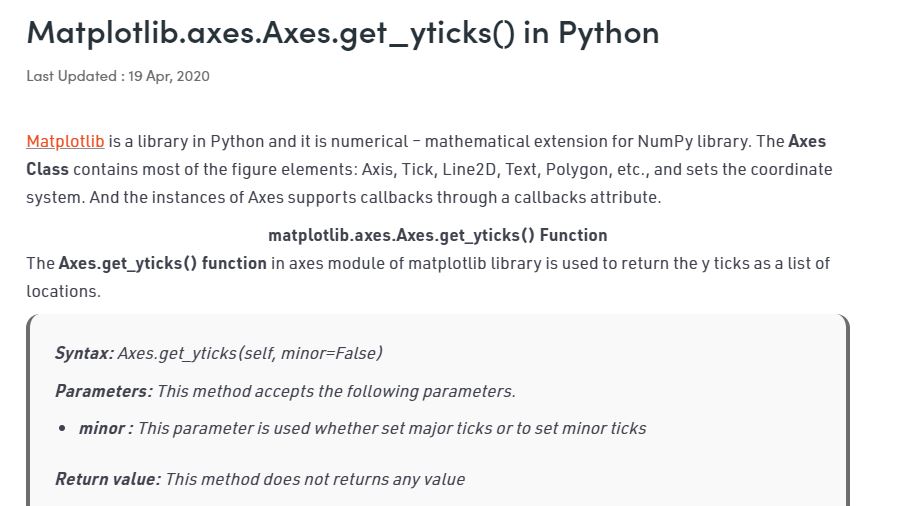 Matplotlib.axes.Axes.get_yticks() in Python
Last Updated : 19 Apr, 2020
Matplotlib is a library in Python and it is numerical – mathematical extension for NumPy library. The Axes
Class contains most of the figure elements: Axis, Tick, Line2D, Text, Polygon, etc., and sets the coordinate
system. And the instances of Axes supports callbacks through a callbacks attribute.
matplotlib.axes.Axes.get_yticks() Function
The Axes.get_yticks() function in axes module of matplotlib library is used to return the y ticks as a list of
locations.
Syntax: Axes.get_yticks(self, minor=False)
Parameters: This method accepts the following parameters.
• minor : This parameter is used whether set major ticks or to set minor ticks
Return value: This method does not returns any value